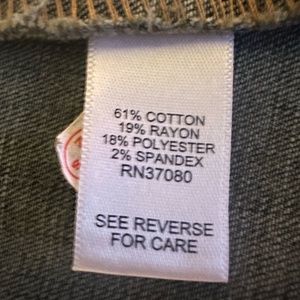 61% COTTON
19% RAYON
18% POLYESTER
2% SPANDEX
RN37080
SEE REVERSE
FOR CARE